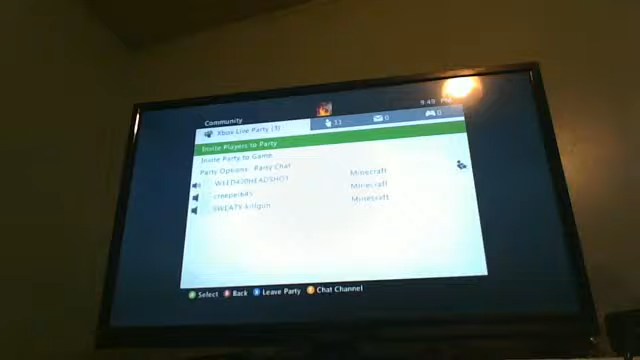 Community
9:49 PM
Xbox Live Party (3)
11
0
0
Invite Players to Party
Invite Party to Game
Party Options: Party Chat
WEED420HEADSHOT Minecraft
creeper645 Minecraft
SWEATY killgun Minecraft
A Select B Back X Leave Party Y Chat Channel